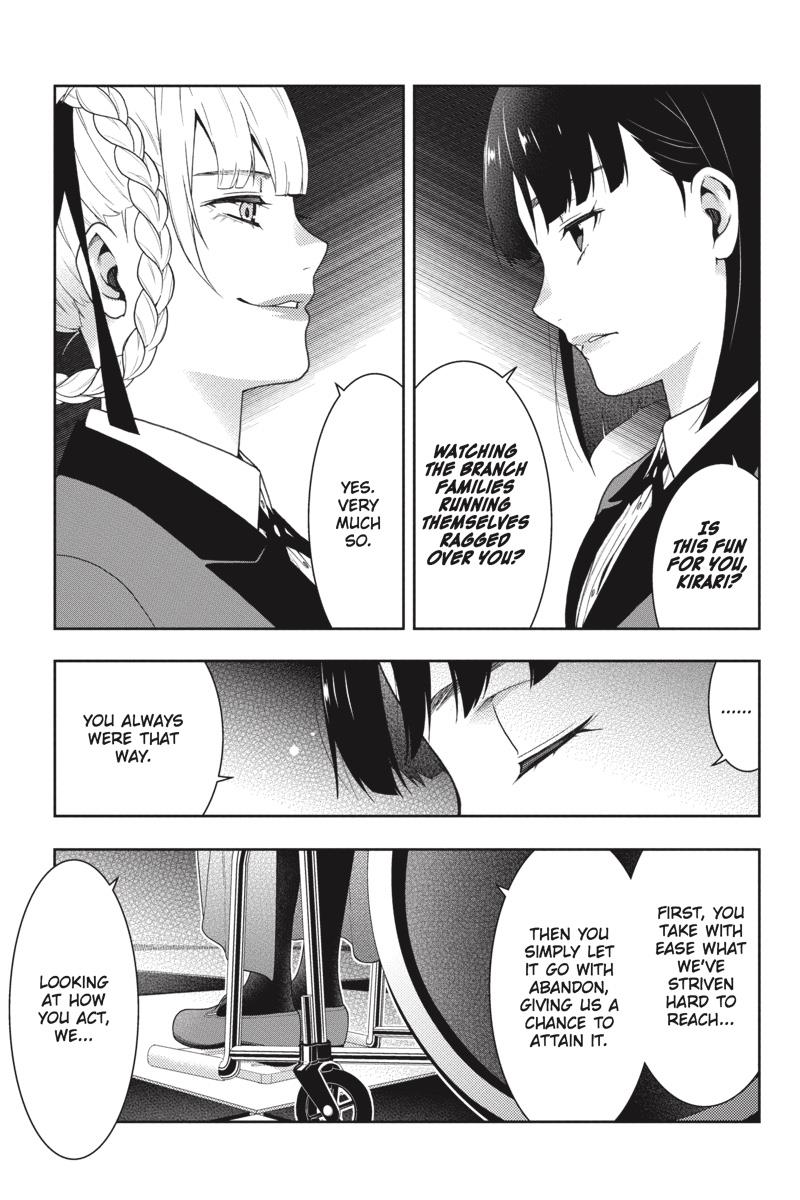 IS
THIS FUN
FOR YOU,
KIRARI?
WATCHING
THE BRANCH
FAMILIES
RUNNING
THEMSELVES
RAGGED
OVER YOU?
YES.
VERY
MUCH
SO.
......
YOU ALWAYS
WERE THAT
WAY.
FIRST, YOU
TAKE WITH
EASE WHAT
WE'VE
STRIVEN
HARD TO
REACH...
THEN YOU
SIMPLY LET
IT GO WITH
ABANDON,
GIVING US A
CHANCE TO
ATTAIN IT.
LOOKING
AT HOW
YOU ACT,
WE...